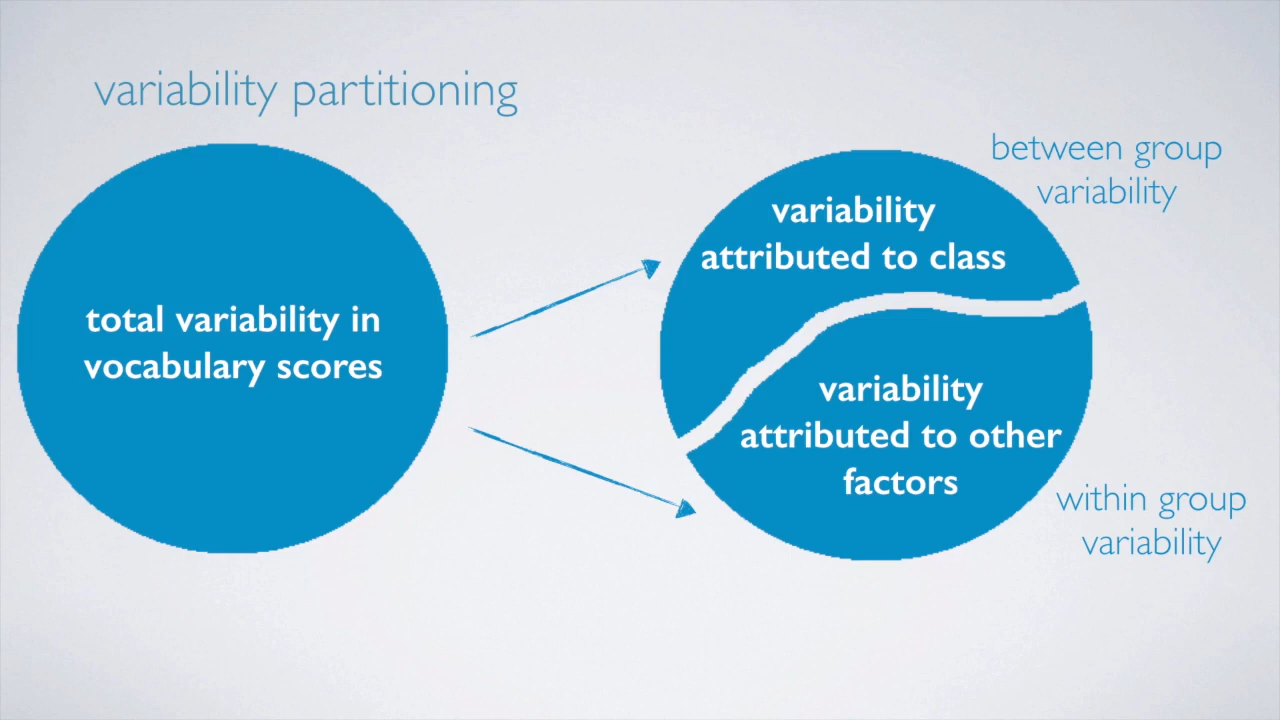 variability partitioning
total variability in
vocabulary scores
variability
attributed to class
between group
variability
variability
attributed to other
factors
within group
variability